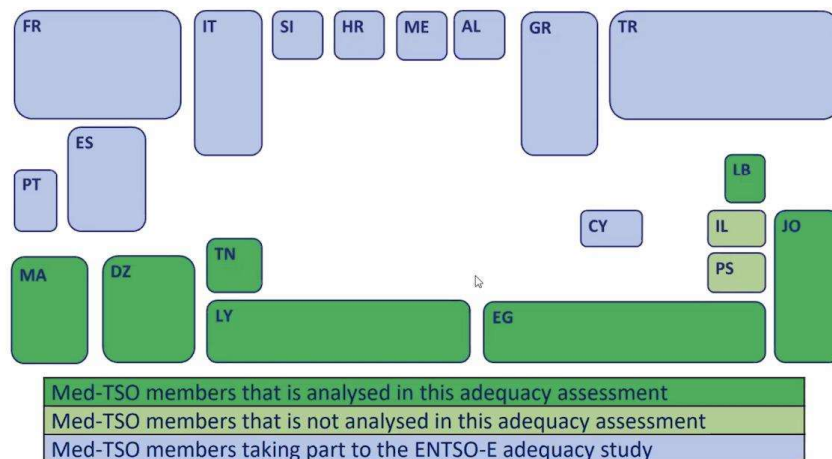 FR
IT
SI
HR
ME
AL
GR
TR
ES
PT
LB
CY
IL
JO
TN
PS
MA
DZ
LY
EG
Med-TSO members that is analysed in this adequacy assessment
Med-TSO members that is not analysed in this adequacy assessment
Med-TSO members taking part to the ENTSO-E adequacy study